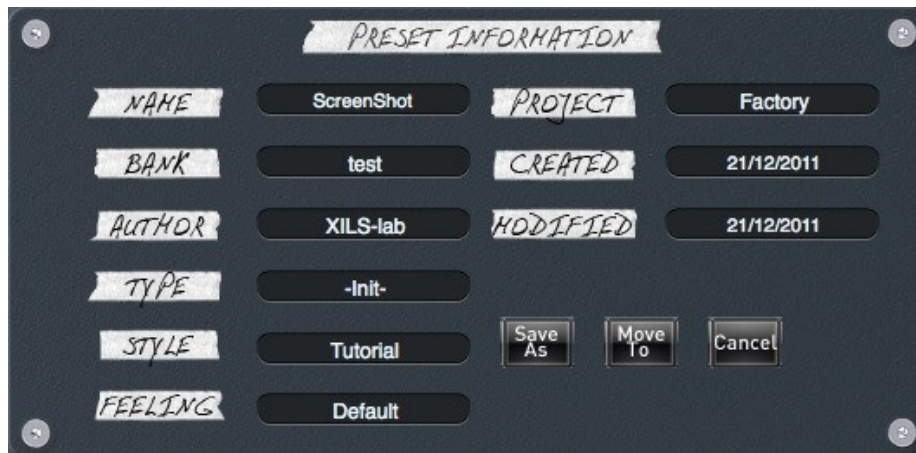 PRESET INFORMATION
NAME ScreenShot PROJECT Factory
BANK test CREATED 21/12/2011
AUTHOR XILS-lab MODIFIED 21/12/2011
TYPE -Init-
STYLE Tutorial
Save As
Move To
Cancel
FEELING Default